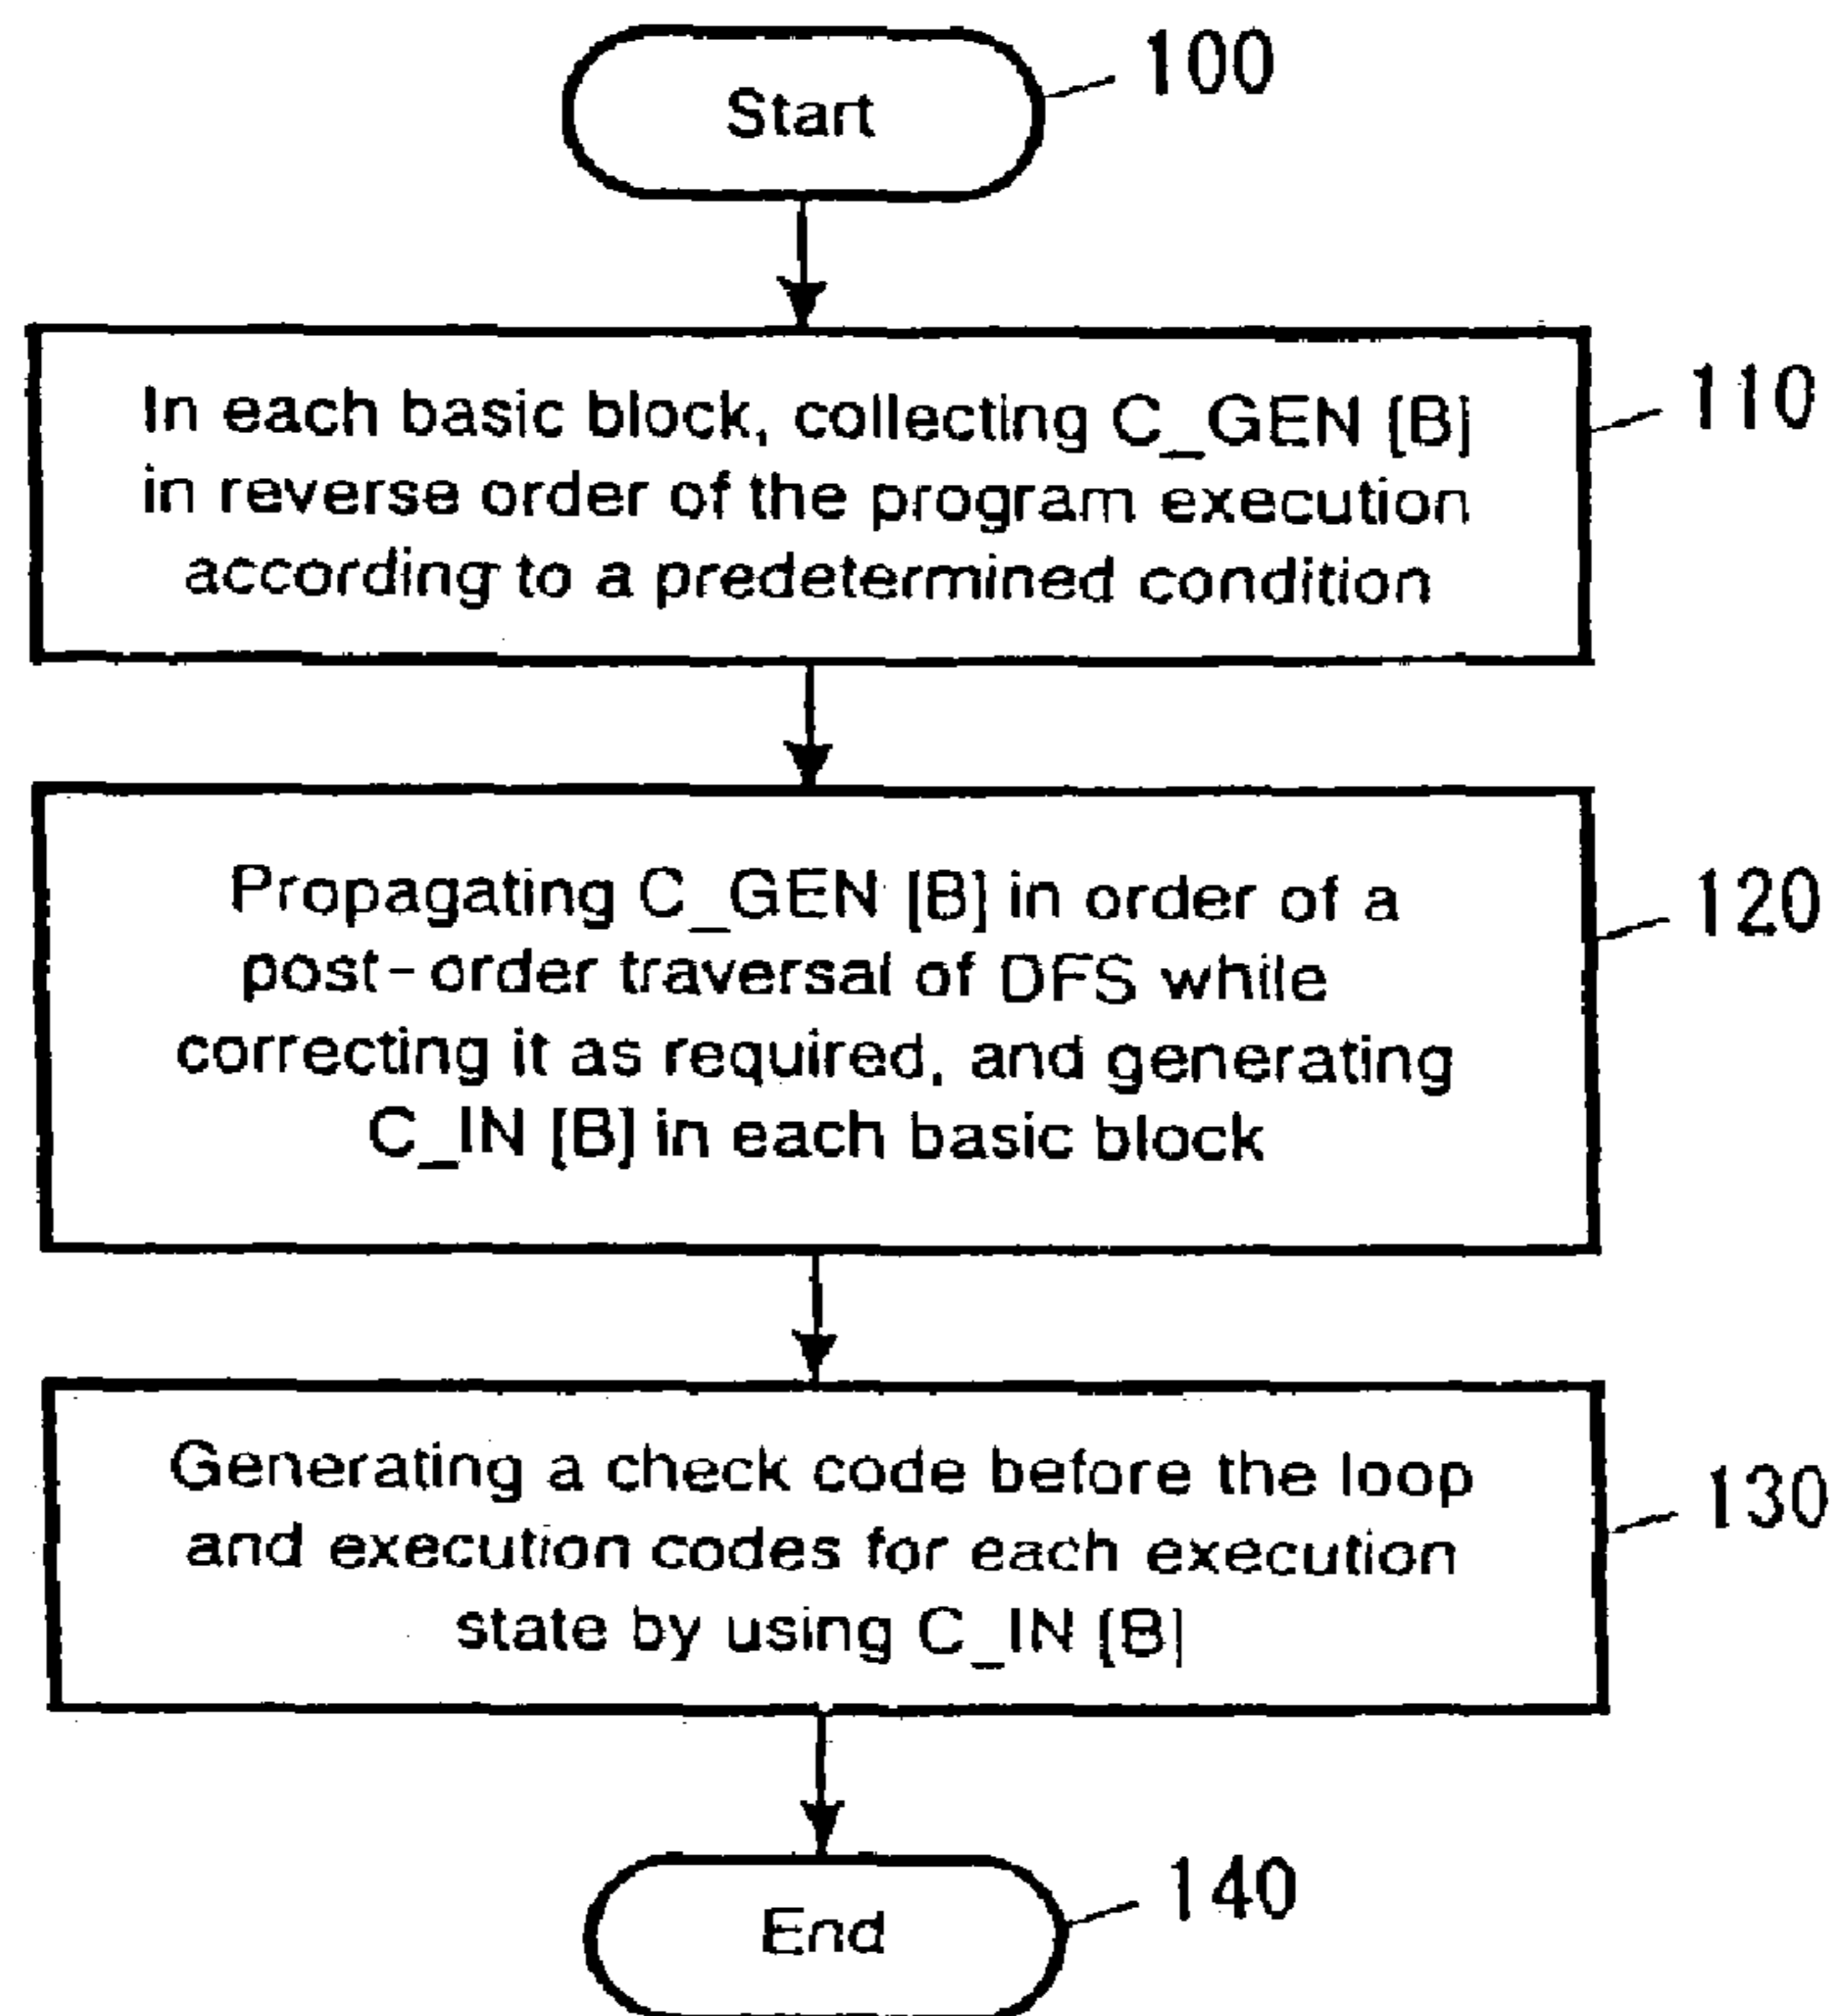 Start
100
In each basic block, collecting C_GEN [B]
in reverse order of the program execution
according to a predetermined condition
110
Propagating C_GEN [B] in order of a
post-order traversal of DFS while
correcting it as required, and generating
C_IN [B] in each basic block
120
Generating a check code before the loop
and execution codes for each execution
state by using C_IN [B]
130
End
140